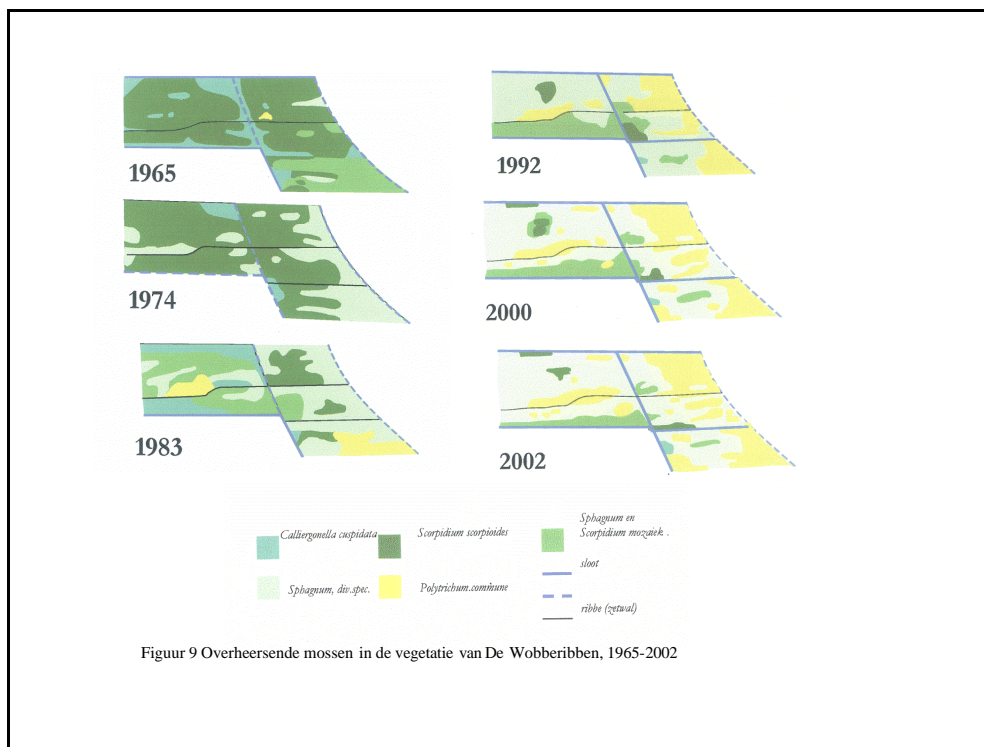 1965
1974
1983
1992
2000
2002
Calliergonella cuspidata
Scorpidium scorpioides
Sphagnum en
Scorpidium mozaiek .
Sphagnum, div.spec.
Polytrichum.commune
sloot
ribbe (zetwal)
Figuur 9 Overheersende mossen in de vegetatie van De Wobberibben, 1965-2002